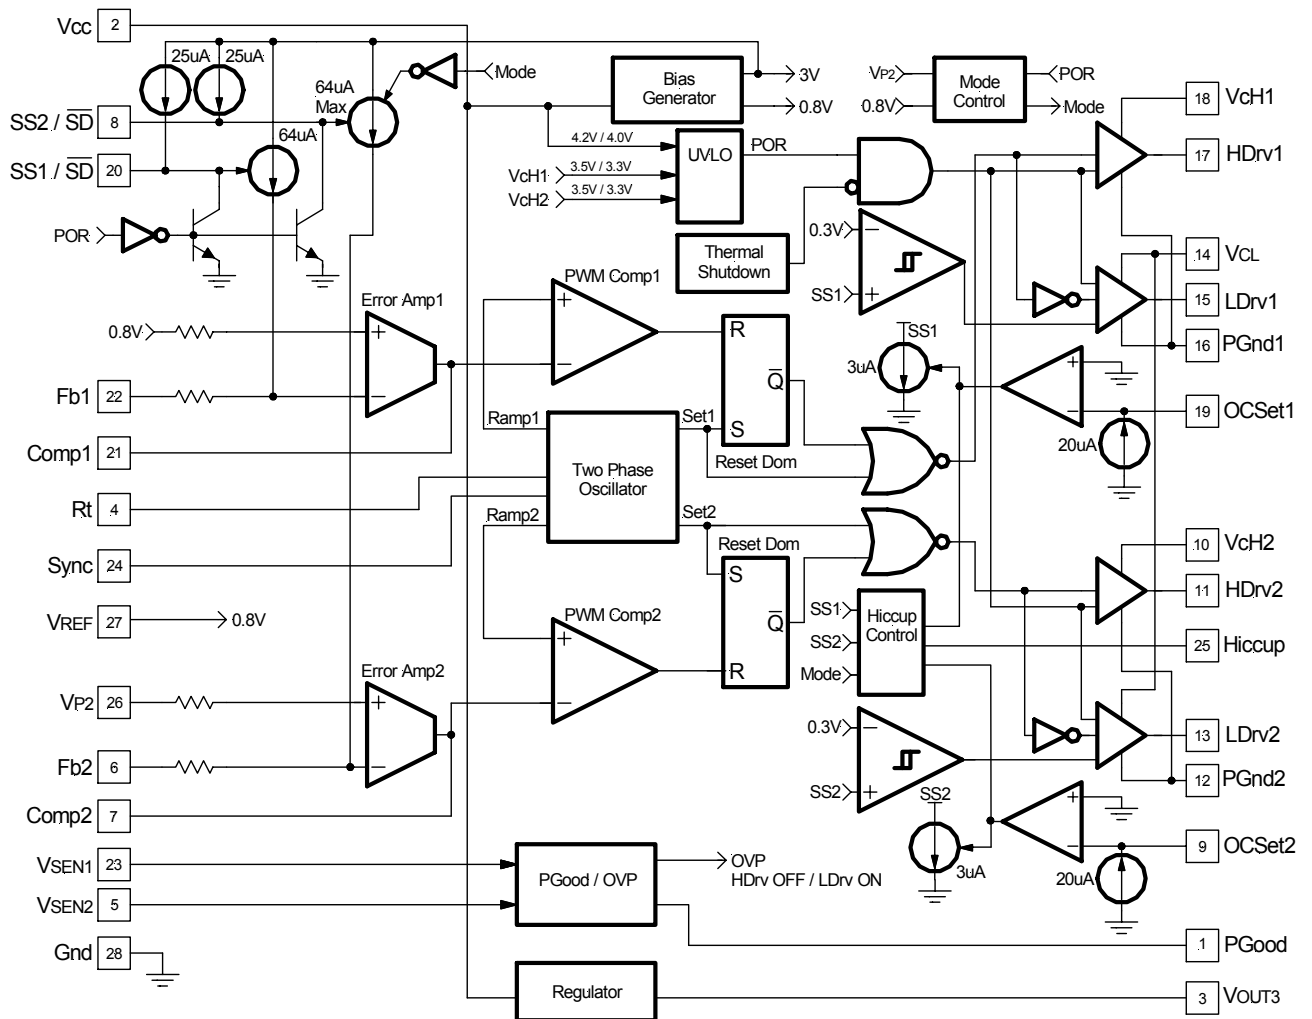 Vcc 2
25uA
25uA
64uA
Max
Mode
SS2 / SD 8
64uA
SS1 / SD 20
POR
Bias
Generator
3V
0.8V
VP2
0.8V
Mode
Control
POR
Mode
4.2V / 4.0V
VcH1
3.5V / 3.3V
VcH2
3.5V / 3.3V
UVLO
POR
Thermal
Shutdown
0.3V
SS1
18 VcH1
17 HDrv1
14 VCL
15 LDrv1
16 PGnd1
19 OCSet1
20uA
SS1
3uA
Error Amp1
0.8V
+
−
Fb1 22
Comp1 21
Rt 4
Sync 24
VREF 27
0.8V
PWM Comp1
+
−
R
Q
S
Reset Dom
Ramp1
Set1
Two Phase
Oscillator
Ramp2
Set2
Reset Dom
S
Q
R
PWM Comp2
+
−
Error Amp2
VP2 26
+
−
Fb2 6
Comp2 7
SS1
SS2
Mode
Hiccup
Control
10 VcH2
11 HDrv2
25 Hiccup
13 LDrv2
12 PGnd2
9 OCSet2
0.3V
−
SS2
+
SS2
3uA
+
−
20uA
VSEN1 23
VSEN2 5
PGood / OVP
OVP
HDrv OFF / LDrv ON
Gnd 28
1 PGood
Regulator
3 VOUT3